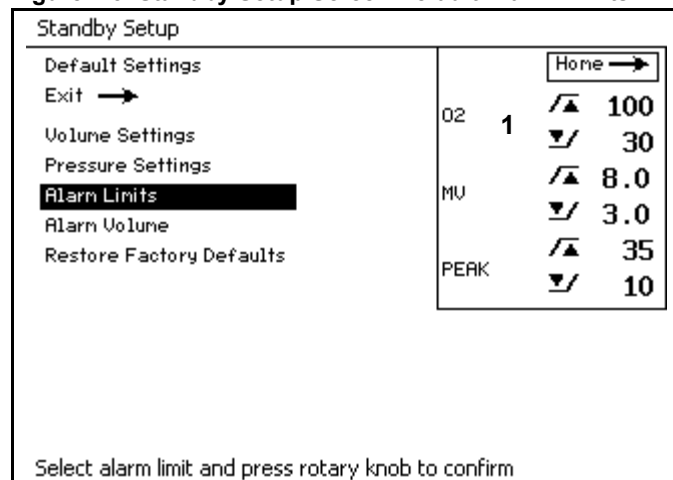 Standby Setup
Default Settings
Exit
Volume Settings
Pressure Settings
Alarm Limits
Alarm Volume
Restore Factory Defaults
Home
O2
1
100
30
MV
8.0
3.0
PEAK
35
10
Select alarm limit and press rotary knob to confirm